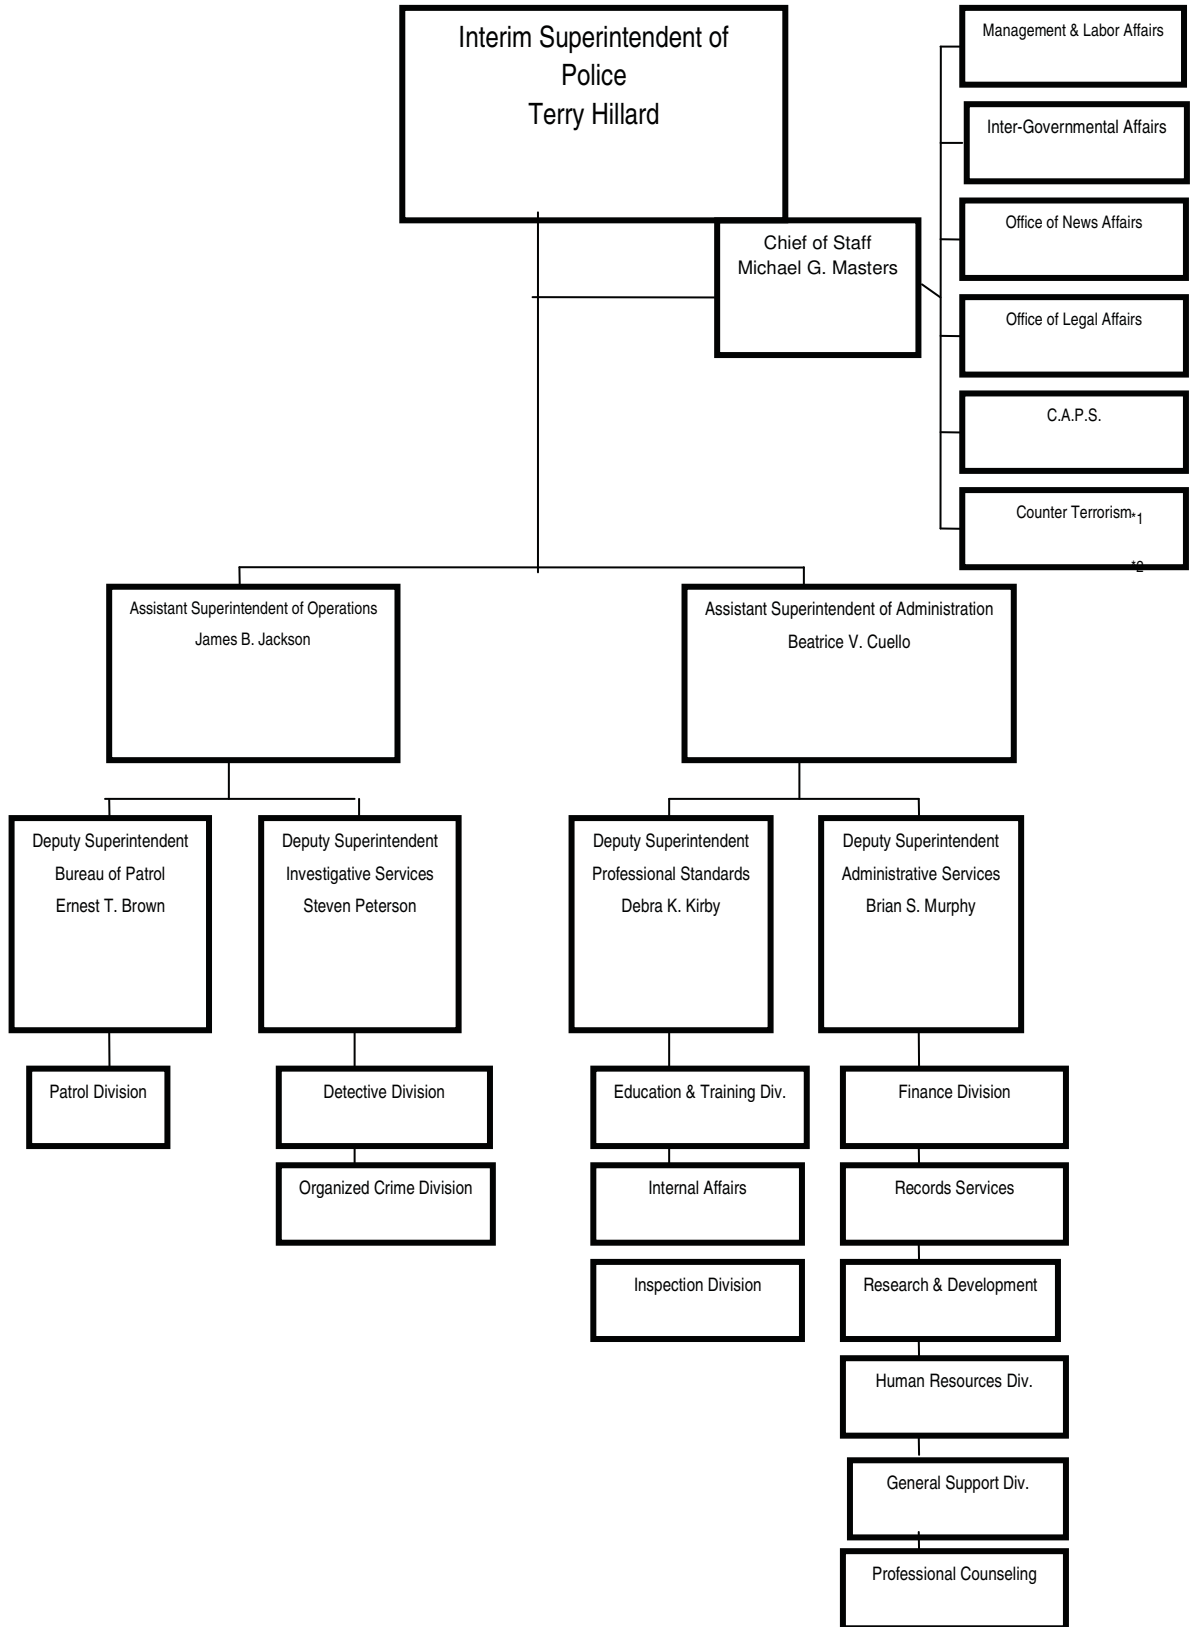 Interim Superintendent of
Police
Terry Hillard
Management & Labor Affairs
Inter-Governmental Affairs
Office of News Affairs
Chief of Staff
Michael G. Masters
Office of Legal Affairs
C.A.P.S.
Counter Terrorism*1
Assistant Superintendent of Operations
James B. Jackson
Assistant Superintendent of Administration
Beatrice V. Cuello
Deputy Superintendent
Bureau of Patrol
Ernest T. Brown
Deputy Superintendent
Investigative Services
Steven Peterson
Deputy Superintendent
Professional Standards
Debra K. Kirby
Deputy Superintendent
Administrative Services
Brian S. Murphy
Patrol Division
Detective Division
Education & Training Div.
Finance Division
Organized Crime Division
Internal Affairs
Records Services
Inspection Division
Research & Development
Human Resources Div.
General Support Div.
Professional Counseling